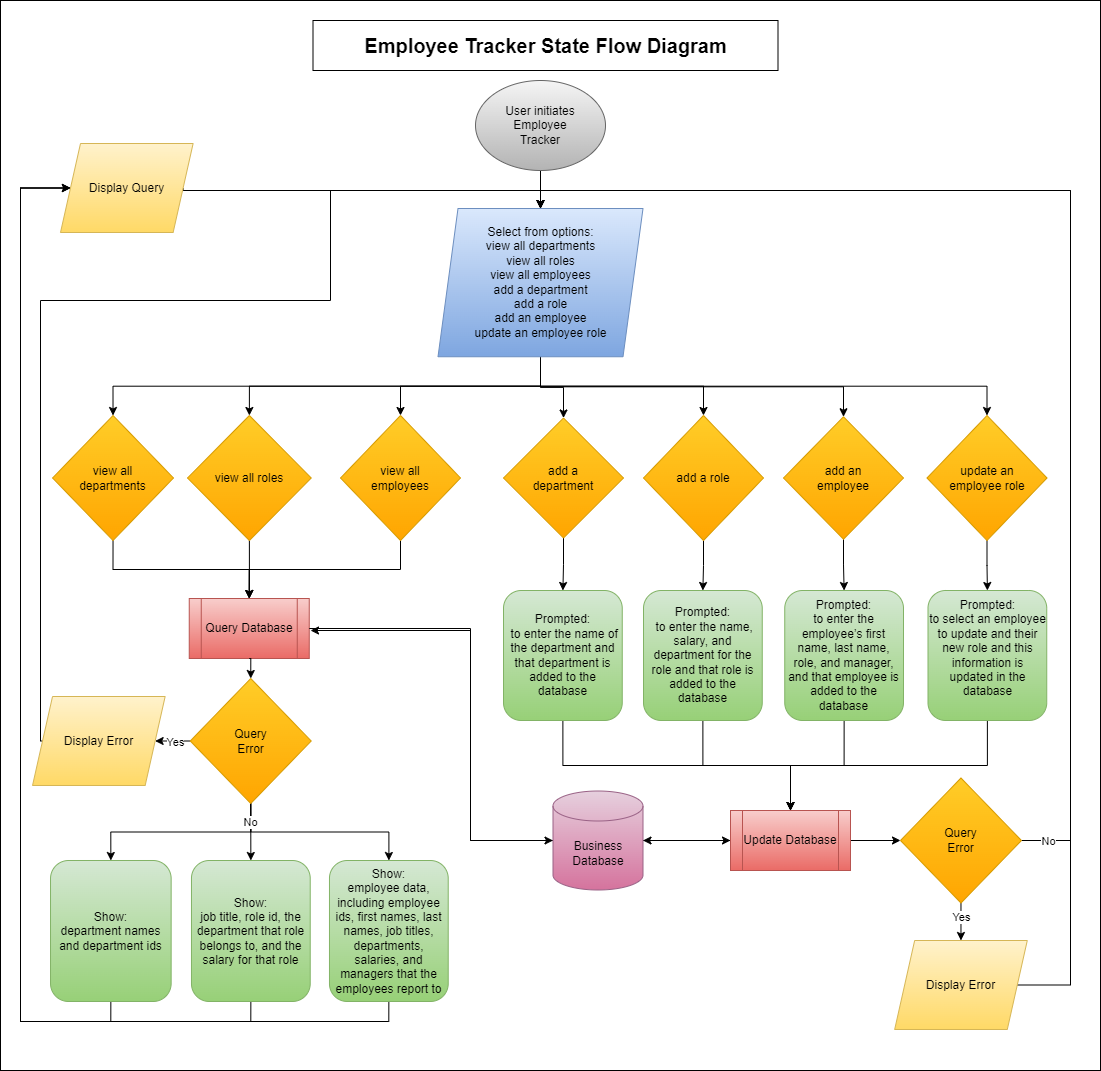 Employee Tracker State Flow Diagram
User initiates
Employee
Tracker
Display Query
Select from options:
view all departments
view all roles
view all employees
add a department
add a role
add an employee
update an employee role
view all
departments
view all roles
view all
employees
add a
department
add a role
add an
employee
update an
employee role
Query Database
Prompted:
to enter the name of
the department and
that department is
added to the
database
Prompted:
to enter the name,
salary, and
department for the
role and that role is
added to the
database
Prompted:
to enter the
employee's first
name, last name,
role, and manager,
and that employee is
added to the
database
Prompted:
to select an employee
to update and their
new role and this
information is
updated in the
database
Display Error
Yes
Query
Error
No
Business
Database
Update Database
Query
Error
No
Yes
Display Error
Show:
department names
and department ids
Show:
job title, role id, the
department that role
belongs to, and the
salary for that role
Show:
employee data,
including employee
ids, first names, last
names, job titles,
departments,
salaries, and
managers that the
employees report to